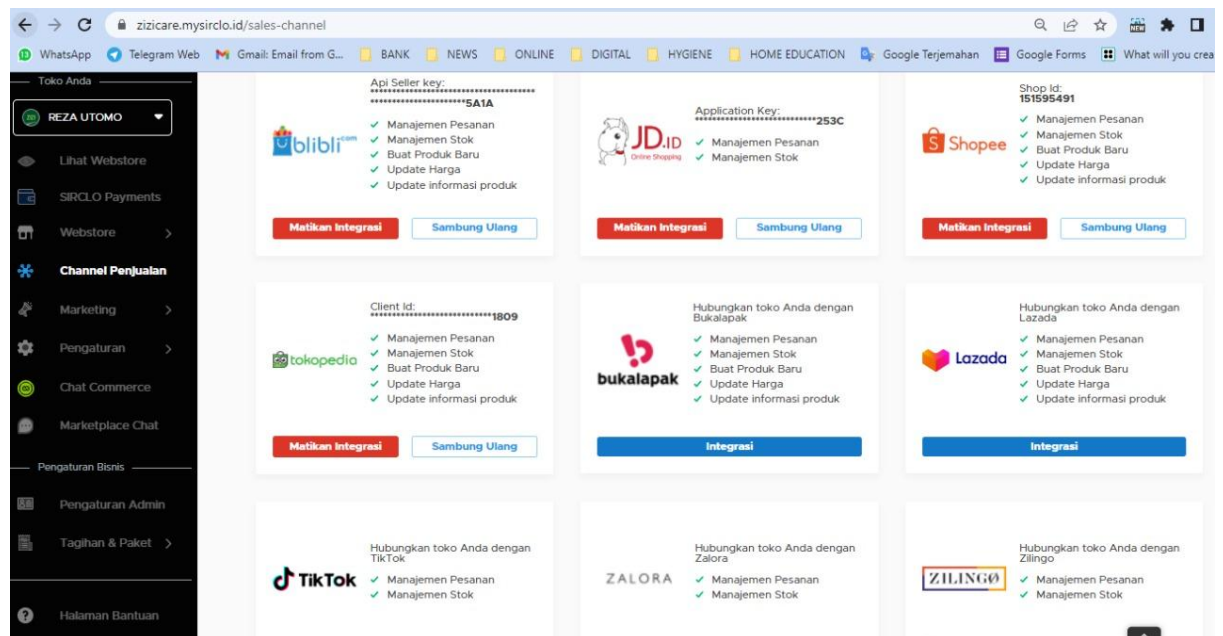 zizicare.mysirclo.id/sales-channel
WhatsApp Telegram Web Gmail: Email from G... BANK NEWS ONLINE DIGITAL HYGIENE HOME EDUCATION Google Terjemahan Google Forms What will you crea
Toko Anda
REZA UTOMO
Lihat Webstore
SIRCLO Payments
Webstore
Channel Penjualan
Marketing
Pengaturan
Chat Commerce
Marketplace Chat
Pengaturan Bisnis
Pengaturan Admin
Tagihan & Paket
Halaman Bantuan
blibli.com
Api Seller key:
**************************************
**********************5A1A
Manajemen Pesanan
Manajemen Stok
Buat Produk Baru
Update Harga
Update informasi produk
Matikan Integrasi Sambung Ulang
JD.ID
Online Shopping
Application Key:
****************************253C
Manajemen Pesanan
Manajemen Stok
Matikan Integrasi Sambung Ulang
Shopee
Shop Id:
151595491
Manajemen Pesanan
Manajemen Stok
Buat Produk Baru
Update Harga
Update informasi produk
Matikan Integrasi Sambung Ulang
tokopedia
Client Id:
****************************1809
Manajemen Pesanan
Manajemen Stok
Buat Produk Baru
Update Harga
Update informasi produk
Matikan Integrasi Sambung Ulang
bukalapak
Hubungkan toko Anda dengan
Bukalapak
Manajemen Pesanan
Manajemen Stok
Buat Produk Baru
Update Harga
Update informasi produk
Integrasi
Lazada
Hubungkan toko Anda dengan
Lazada
Manajemen Pesanan
Manajemen Stok
Buat Produk Baru
Update Harga
Update informasi produk
Integrasi
TikTok
Hubungkan toko Anda dengan
TikTok
Manajemen Pesanan
Manajemen Stok
ZALORA
Hubungkan toko Anda dengan
Zalora
Manajemen Pesanan
Manajemen Stok
ZILINGO
Hubungkan toko Anda dengan
Zilingo
Manajemen Pesanan
Manajemen Stok